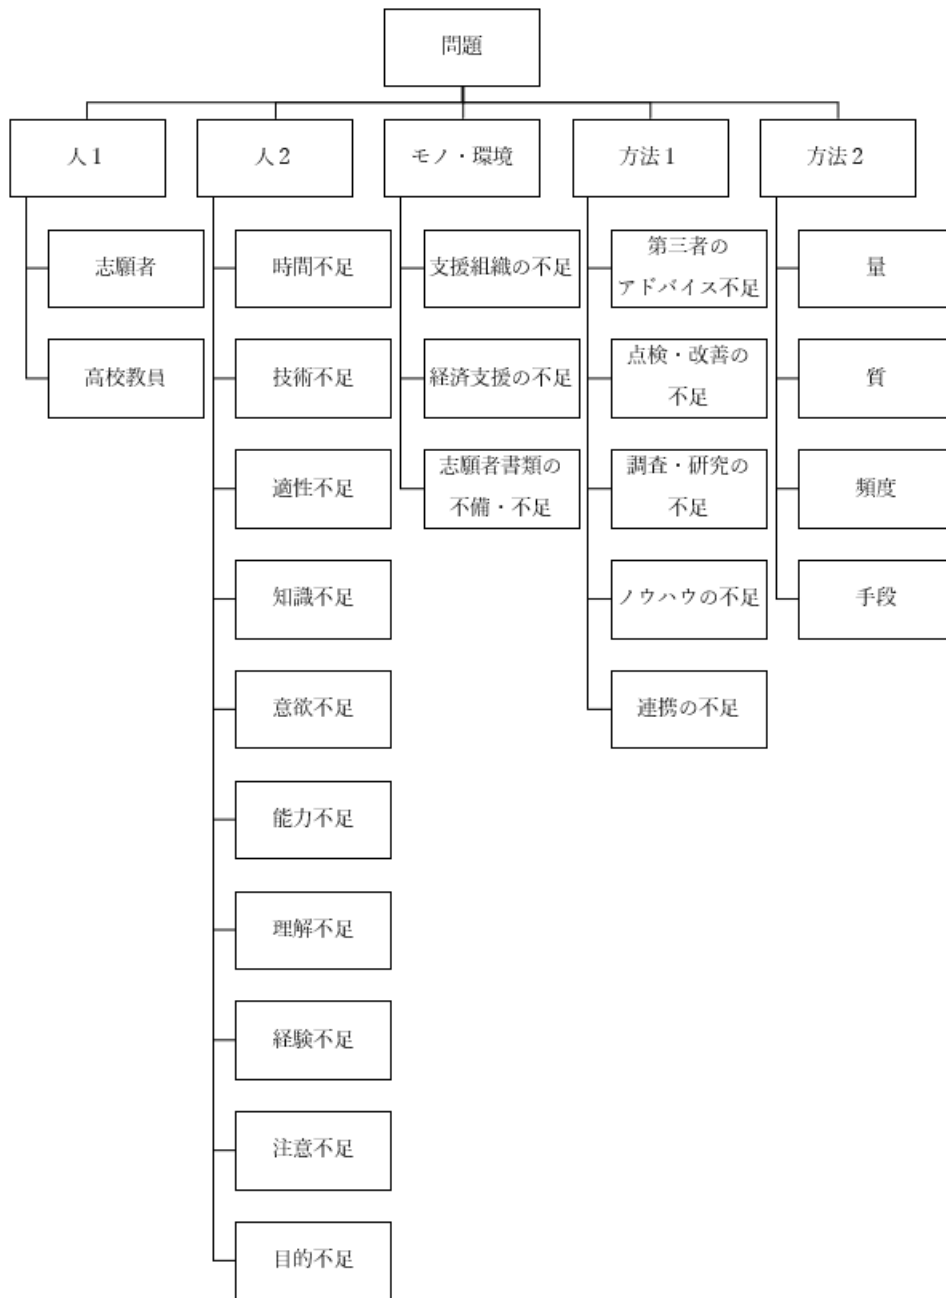 問題
人1
人2
モノ・環境
方法1
方法2
志願者
高校教員
時間不足
技術不足
適性不足
知識不足
意欲不足
能力不足
理解不足
経験不足
注意不足
目的不足
支援組織の不足
経済支援の不足
志願者書類の
不備・不足
第三者の
アドバイス不足
点検・改善の
不足
調査・研究の
不足
ノウハウの不足
連携の不足
量
質
頻度
手段